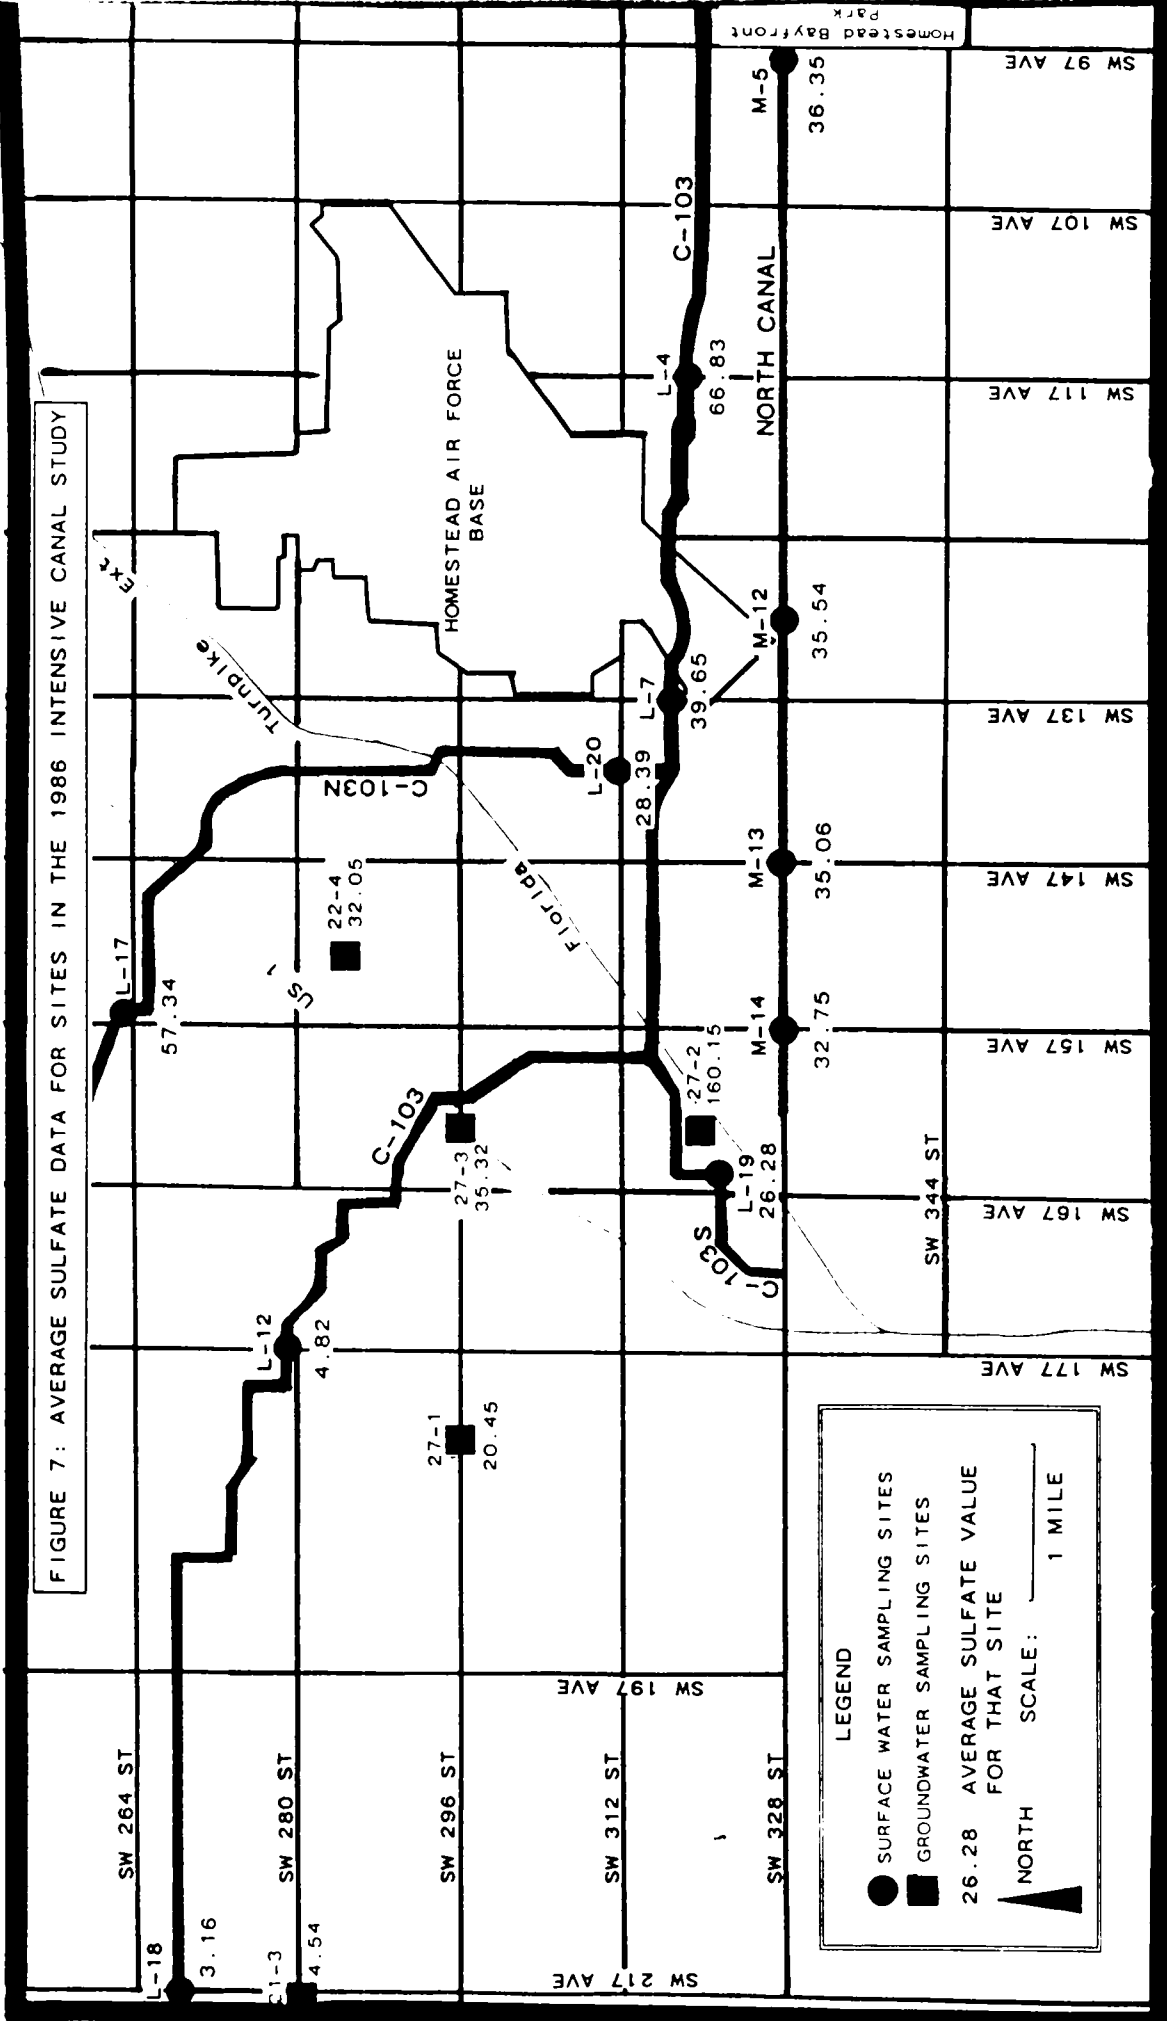 FIGURE 7: AVERAGE SULFATE DATA FOR SITES IN THE 1986 INTENSIVE CANAL STUDY
Ext
Turnpike
Florida
US 1
L-17
57.34
C-103N
22-4
32.05
HOMESTEAD AIR FORCE
BASE
L-20
28.39
L-7
39.65
L-4
66.83
C-103
NORTH CANAL
M-5
36.35
Homestead Bayfront
Park
M-12
35.54
M-13
35.06
M-14
32.75
27-2
160.15
L-19
26.28
C-103S
C-103
27-3
35.32
L-12
4.82
27-1
20.45
L-18
3.16
1-3
4.54
SW 264 ST
SW 280 ST
SW 296 ST
SW 312 ST
SW 328 ST
SW 344 ST
SW 217 AVE
SW 197 AVE
SW 177 AVE
SW 167 AVE
SW 157 AVE
SW 147 AVE
SW 137 AVE
SW 117 AVE
SW 107 AVE
SW 97 AVE
LEGEND
SURFACE WATER SAMPLING SITES
GROUNDWATER SAMPLING SITES
26.28 AVERAGE SULFATE VALUE
FOR THAT SITE
NORTH SCALE:
1 MILE